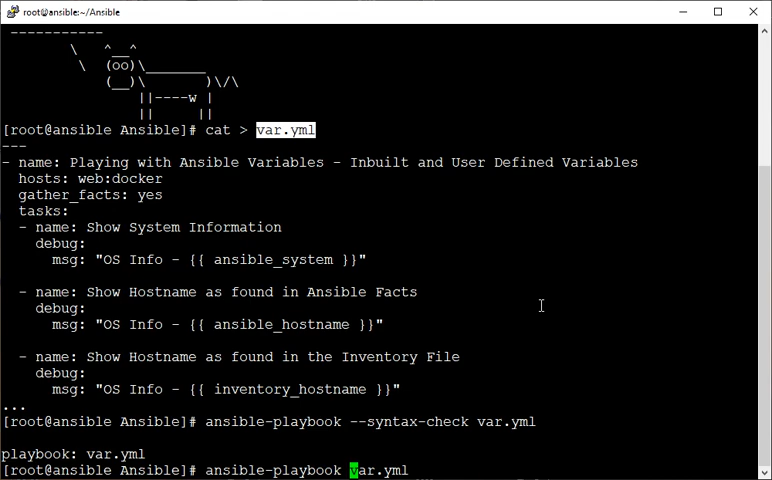 root@ansible:~/Ansible
 -----------
        \   ^__^
         \  (oo)\_______
            (__)\       )\/\
                ||----w |
                ||     ||
[root@ansible Ansible]# cat > var.yml
---
- name: Playing with Ansible Variables - Inbuilt and User Defined Variables
  hosts: web:docker
  gather_facts: yes
  tasks:
  - name: Show System Information
    debug:
      msg: "OS Info - {{ ansible_system }}"

  - name: Show Hostname as found in Ansible Facts
    debug:
      msg: "OS Info - {{ ansible_hostname }}"

  - name: Show Hostname as found in the Inventory File
    debug:
      msg: "OS Info - {{ inventory_hostname }}"
...
[root@ansible Ansible]# ansible-playbook --syntax-check var.yml

playbook: var.yml
[root@ansible Ansible]# ansible-playbook var.yml